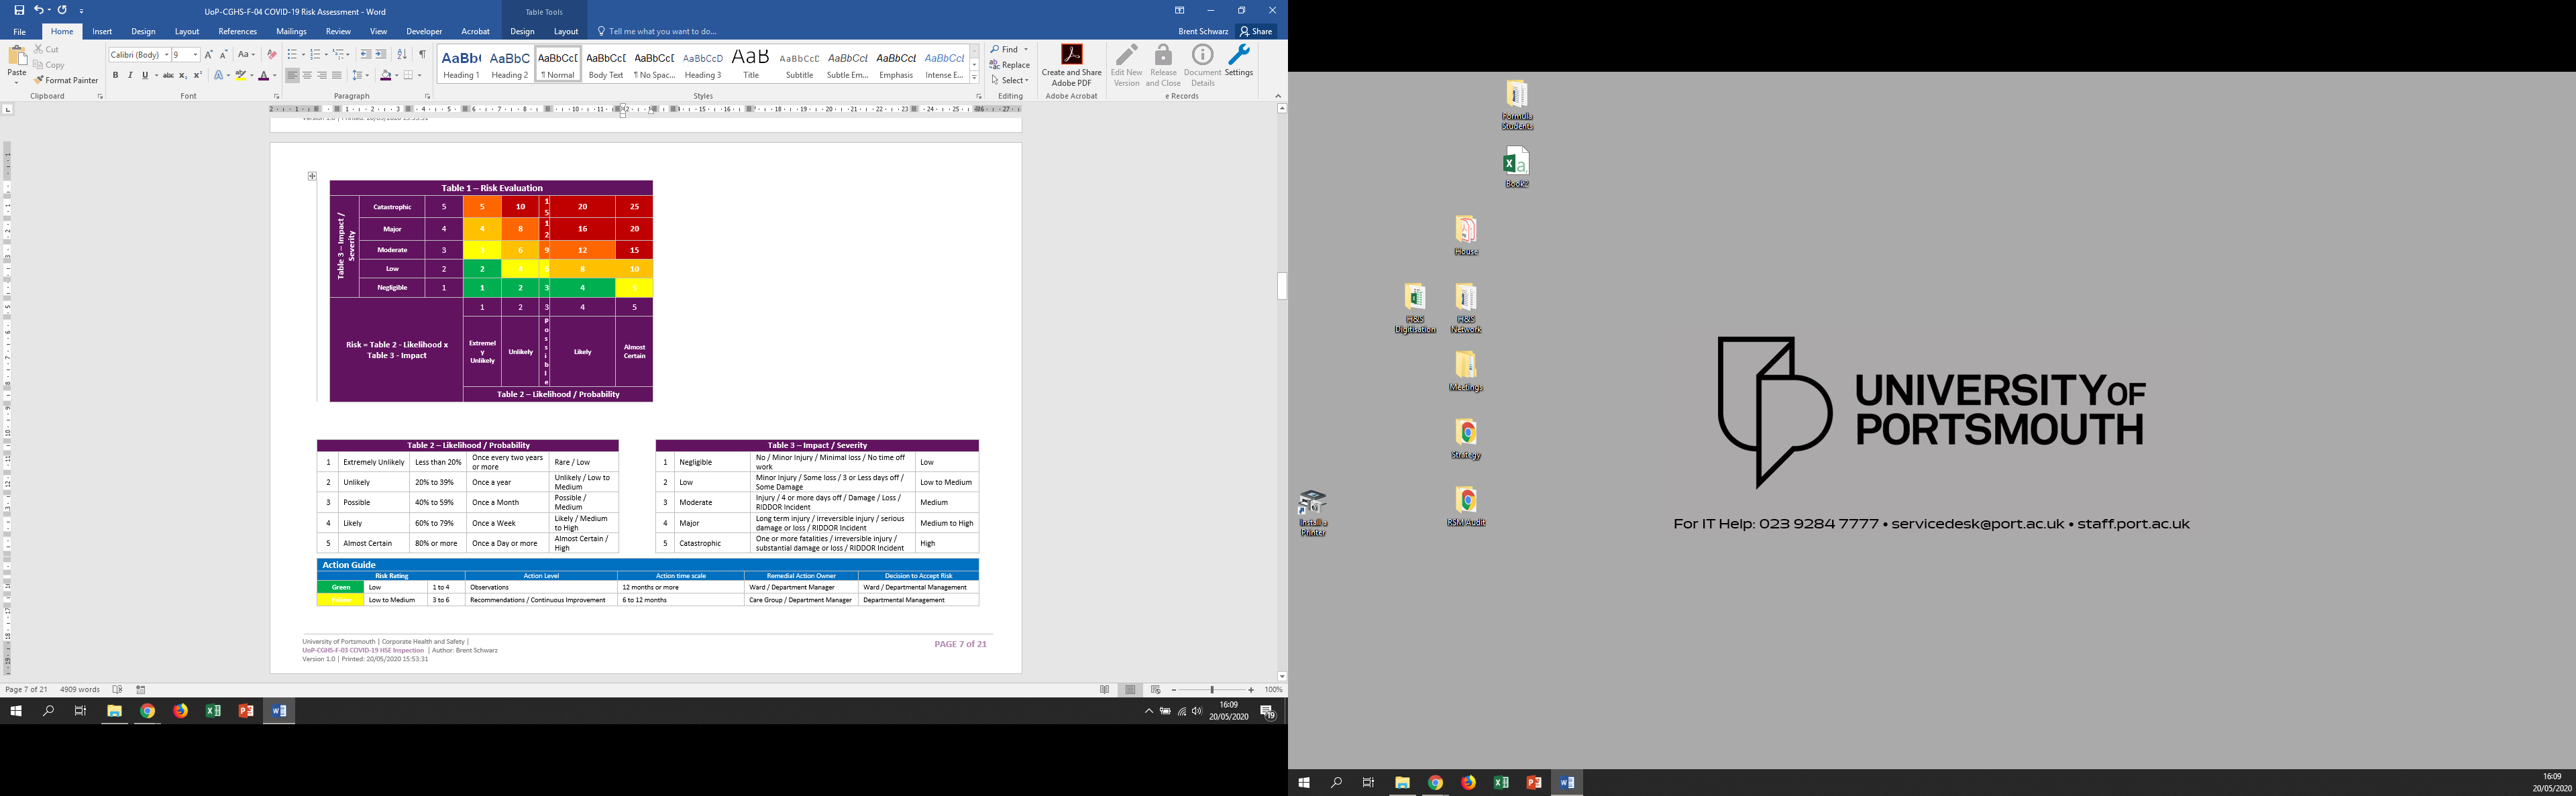 UoP-CGHS-F-04 COVID-19 Risk Assessment - Word
Table Tools
File Home Insert Design Layout References Mailings Review View Developer Acrobat Design Layout Tell me what you want to do...
Brent Schwarz Share
Paste
Cut
Copy
Format Painter
Clipboard
Calibri (Body) 9
Font
Paragraph
Heading 1 Heading 2 ¶ Normal Body Text ¶ No Spac... Heading 3 Title Subtitle Subtle Em... Emphasis Intense E...
Styles
Find
Replace
Select
Editing
Create and Share
Adobe PDF
Adobe Acrobat
Edit New
Version
Release
and Close
Document
Details
Settings
e Records
Table 1 – Risk Evaluation
Table 3 – Impact /
Severity
Catastrophic 5 5 10 15 20 25
Major 4 4 8 12 16 20
Moderate 3 3 6 9 12 15
Low 2 2 4 6 8 10
Negligible 1 1 2 3 4 5
1 2 3 4 5
Risk = Table 2 - Likelihood x
Table 3 - Impact
Extremel
y
Unlikely
Unlikely
Possible
Likely
Almost
Certain
Table 2 – Likelihood / Probability
Table 2 – Likelihood / Probability
1 Extremely Unlikely Less than 20% Once every two years or more Rare / Low
2 Unlikely 20% to 39% Once a year Unlikely / Low to Medium
3 Possible 40% to 59% Once a Month Possible / Medium
4 Likely 60% to 79% Once a Week Likely / Medium to High
5 Almost Certain 80% or more Once a Day or more Almost Certain / High
Table 3 – Impact / Severity
1 Negligible No / Minor Injury / Minimal loss / No time off work Low
2 Low Minor Injury / Some loss / 3 or Less days off / Some Damage Low to Medium
3 Moderate Injury / 4 or more days off / Damage / Loss / RIDDOR Incident Medium
4 Major Long term injury / irreversible injury / serious damage or loss / RIDDOR Incident Medium to High
5 Catastrophic One or more fatalities / irreversible injury / substantial damage or loss / RIDDOR Incident High
Action Guide
Risk Rating Action Level Action time scale Remedial Action Owner Decision to Accept Risk
Green Low 1 to 4 Observations 12 months or more Ward / Department Manager Ward / Departmental Management
Low to Medium 3 to 6 Recommendations / Continuous Improvement 6 to 12 months Care Group / Department Manager Departmental Management
University of Portsmouth | Corporate Health and Safety |
UoP-CGHS-F-03 COVID-19 HSE Inspection | Author: Brent Schwarz
Version 1.0 | Printed: 20/05/2020 15:53:31
PAGE 7 of 21
Page 7 of 21 4909 words
100%
16:09
20/05/2020
19
Formula
Students
Book2
House
H&S
Digitisation
H&S
Network
Meetings
Strategy
Install a
Printer
RSM Audit
UNIVERSITY OF
PORTSMOUTH
For IT Help: 023 9284 7777 • servicedesk@port.ac.uk • staff.port.ac.uk
16:09
20/05/2020